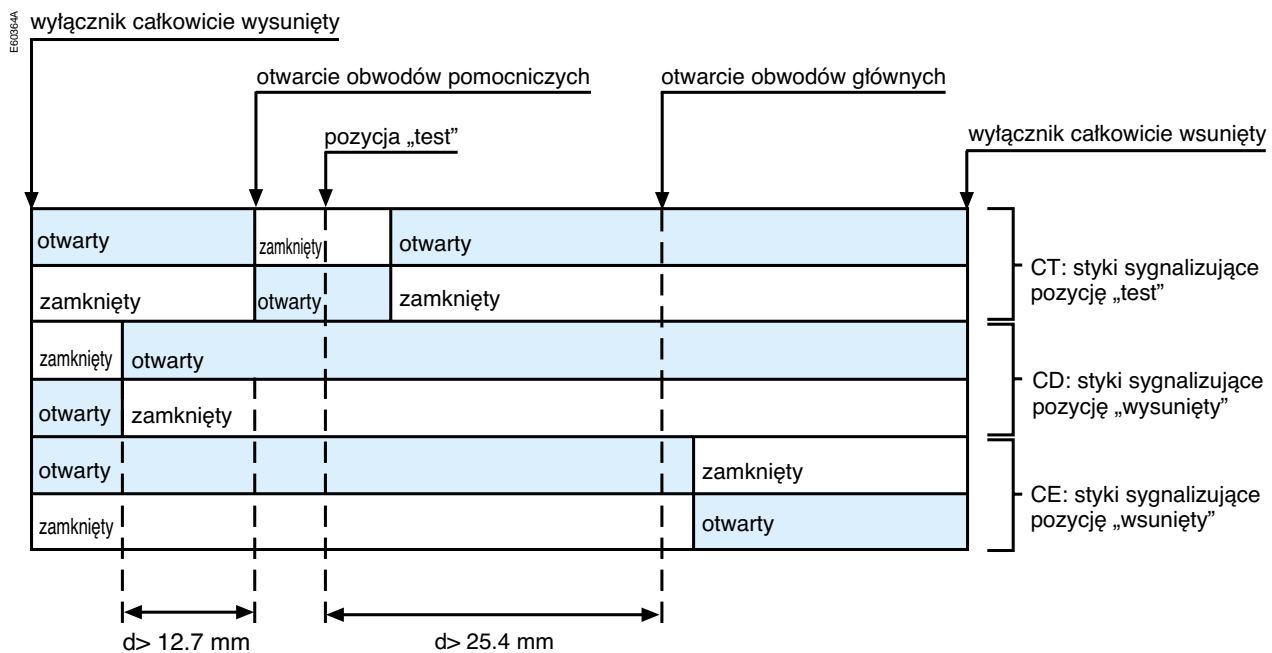 E60364A
wyłącznik całkowicie wysunięty
otwarcie obwodów pomocniczych
otwarcie obwodów głównych
pozycja „test”
wyłącznik całkowicie wsunięty
otwarty
zamknięty
otwarty
zamknięty
otwarty
zamknięty
CT: styki sygnalizujące
pozycję „test”
zamknięty
otwarty
otwarty
zamknięty
CD: styki sygnalizujące
pozycję „wysunięty”
otwarty
zamknięty
zamknięty
otwarty
CE: styki sygnalizujące
pozycję „wsunięty”
d> 12.7 mm
d> 25.4 mm